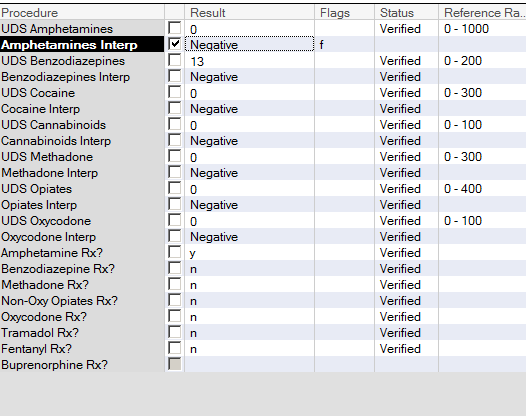 Procedure Result Flags Status Reference Ra...
UDS Amphetamines 0 Verified 0 - 1000
Amphetamines Interp Negative f
UDS Benzodiazepines 13 Verified 0 - 200
Benzodiazepines Interp Negative Verified
UDS Cocaine 0 Verified 0 - 300
Cocaine Interp Negative Verified
UDS Cannabinoids 0 Verified 0 - 100
Cannabinoids Interp Negative Verified
UDS Methadone 0 Verified 0 - 300
Methadone Interp Negative Verified
UDS Opiates 0 Verified 0 - 400
Opiates Interp Negative Verified
UDS Oxycodone 0 Verified 0 - 100
Oxycodone Interp Negative Verified
Amphetamine Rx? y Verified
Benzodiazepine Rx? n Verified
Methadone Rx? n Verified
Non-Oxy Opiates Rx? n Verified
Oxycodone Rx? n Verified
Tramadol Rx? n Verified
Fentanyl Rx? n Verified
Buprenorphine Rx?